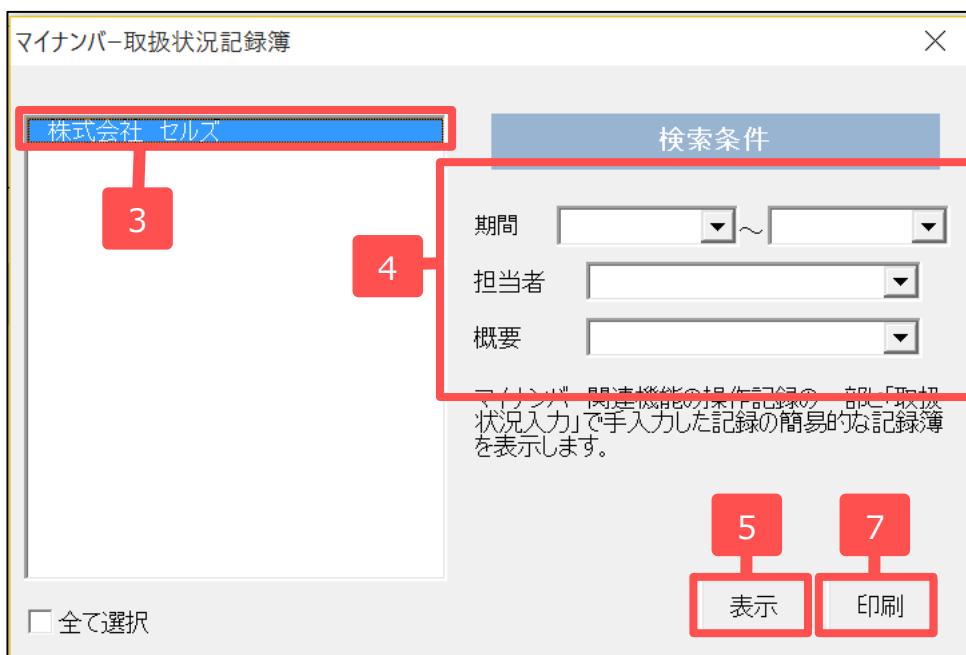 マイナンバー取扱状況記録簿
株式会社 セルズ
3
検索条件
4
期間 ～
担当者
概要
マイナンバー関連機能の操作記録の一部と「取扱
状況入力」で手入力した記録の簡易的な記録簿
を表示します。
5 7
表示 印刷
全て選択